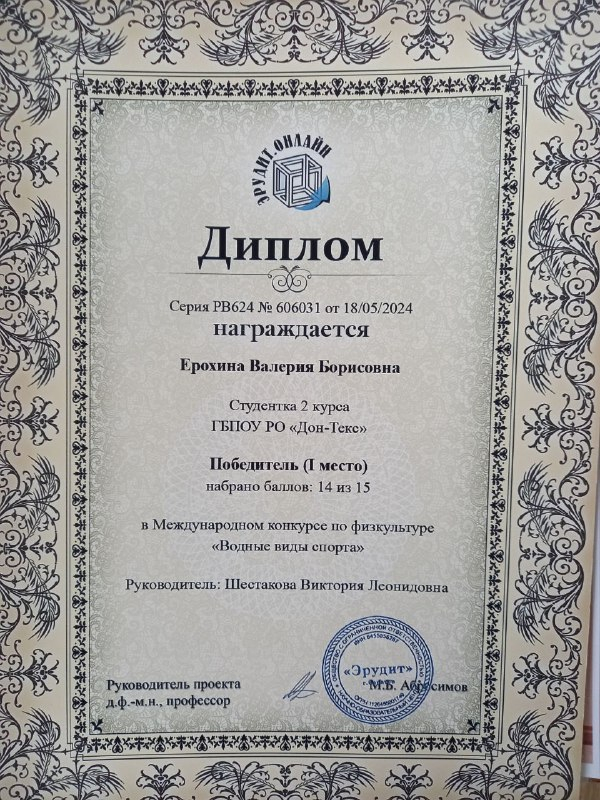 ЭРУДИТ.ОНЛАЙН
Диплом
Серия РВ624 № 606031 от 18/05/2024
награждается
Ерохина Валерия Борисовна
Студентка 2 курса
ГБПОУ РО «Дон-Текс»
Победитель (I место)
набрано баллов: 14 из 15
в Международном конкурсе по физкультуре
«Водные виды спорта»
Руководитель: Шестакова Виктория Леонидовна
«Эрудит»
Руководитель проекта
д.ф.-м.н., профессор
М.Б. Абросимов